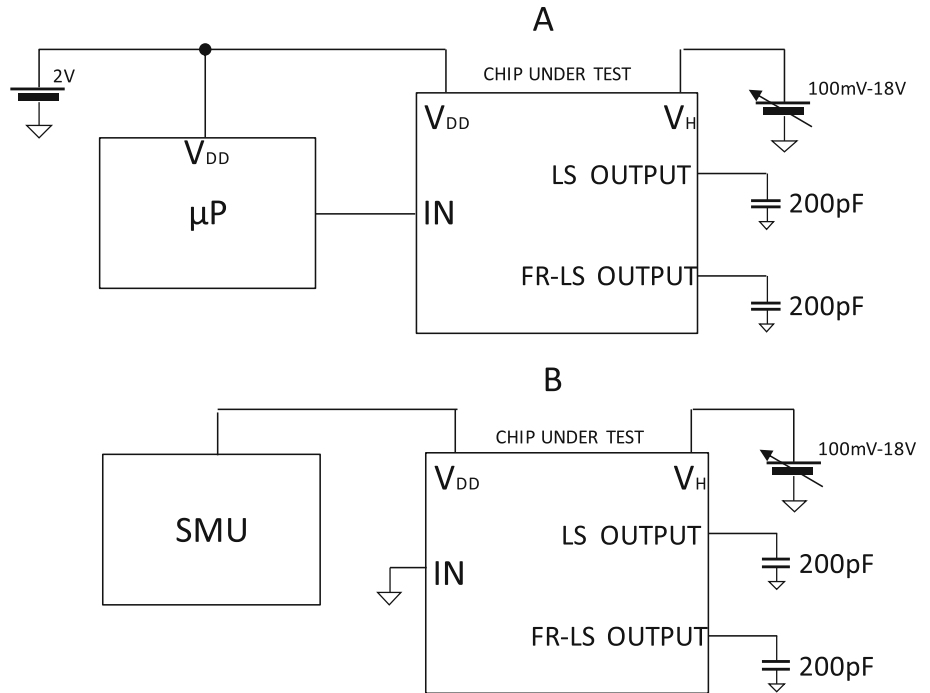 A
2V
CHIP UNDER TEST
100mV-18V
VDD
VH
VDD
LS OUTPUT
200pF
µP
IN
FR-LS OUTPUT
200pF
B
CHIP UNDER TEST
100mV-18V
VDD
VH
SMU
LS OUTPUT
200pF
IN
FR-LS OUTPUT
200pF